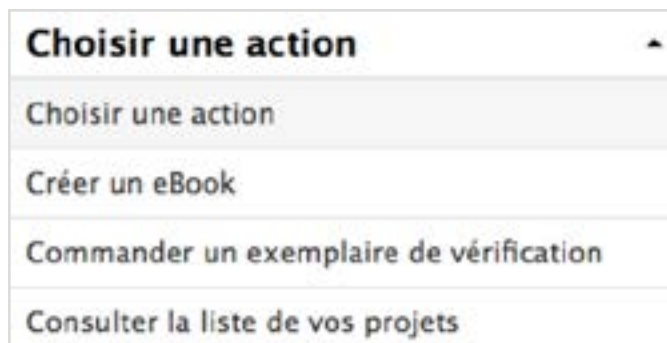 Choisir une action
Choisir une action
Créer un eBook
Commander un exemplaire de vérification
Consulter la liste de vos projets